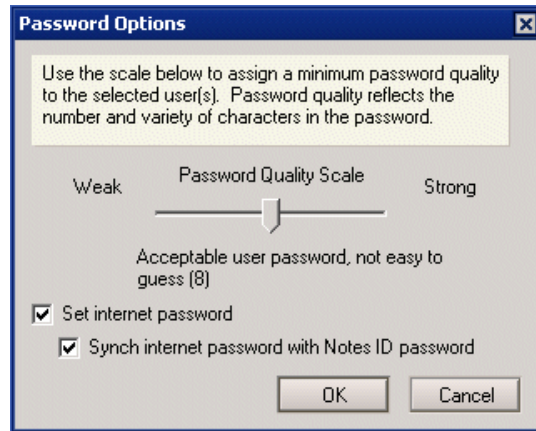 Password Options
Use the scale below to assign a minimum password quality
to the selected user(s).  Password quality reflects the
number and variety of characters in the password.
Password Quality Scale
Weak
Strong
Acceptable user password, not easy to
guess (8)
Set internet password
Synch internet password with Notes ID password
OK
Cancel